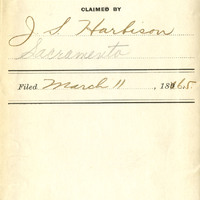 CLAIMED BY
J S Harbison
Sacramento
Filed March 11, 1865.